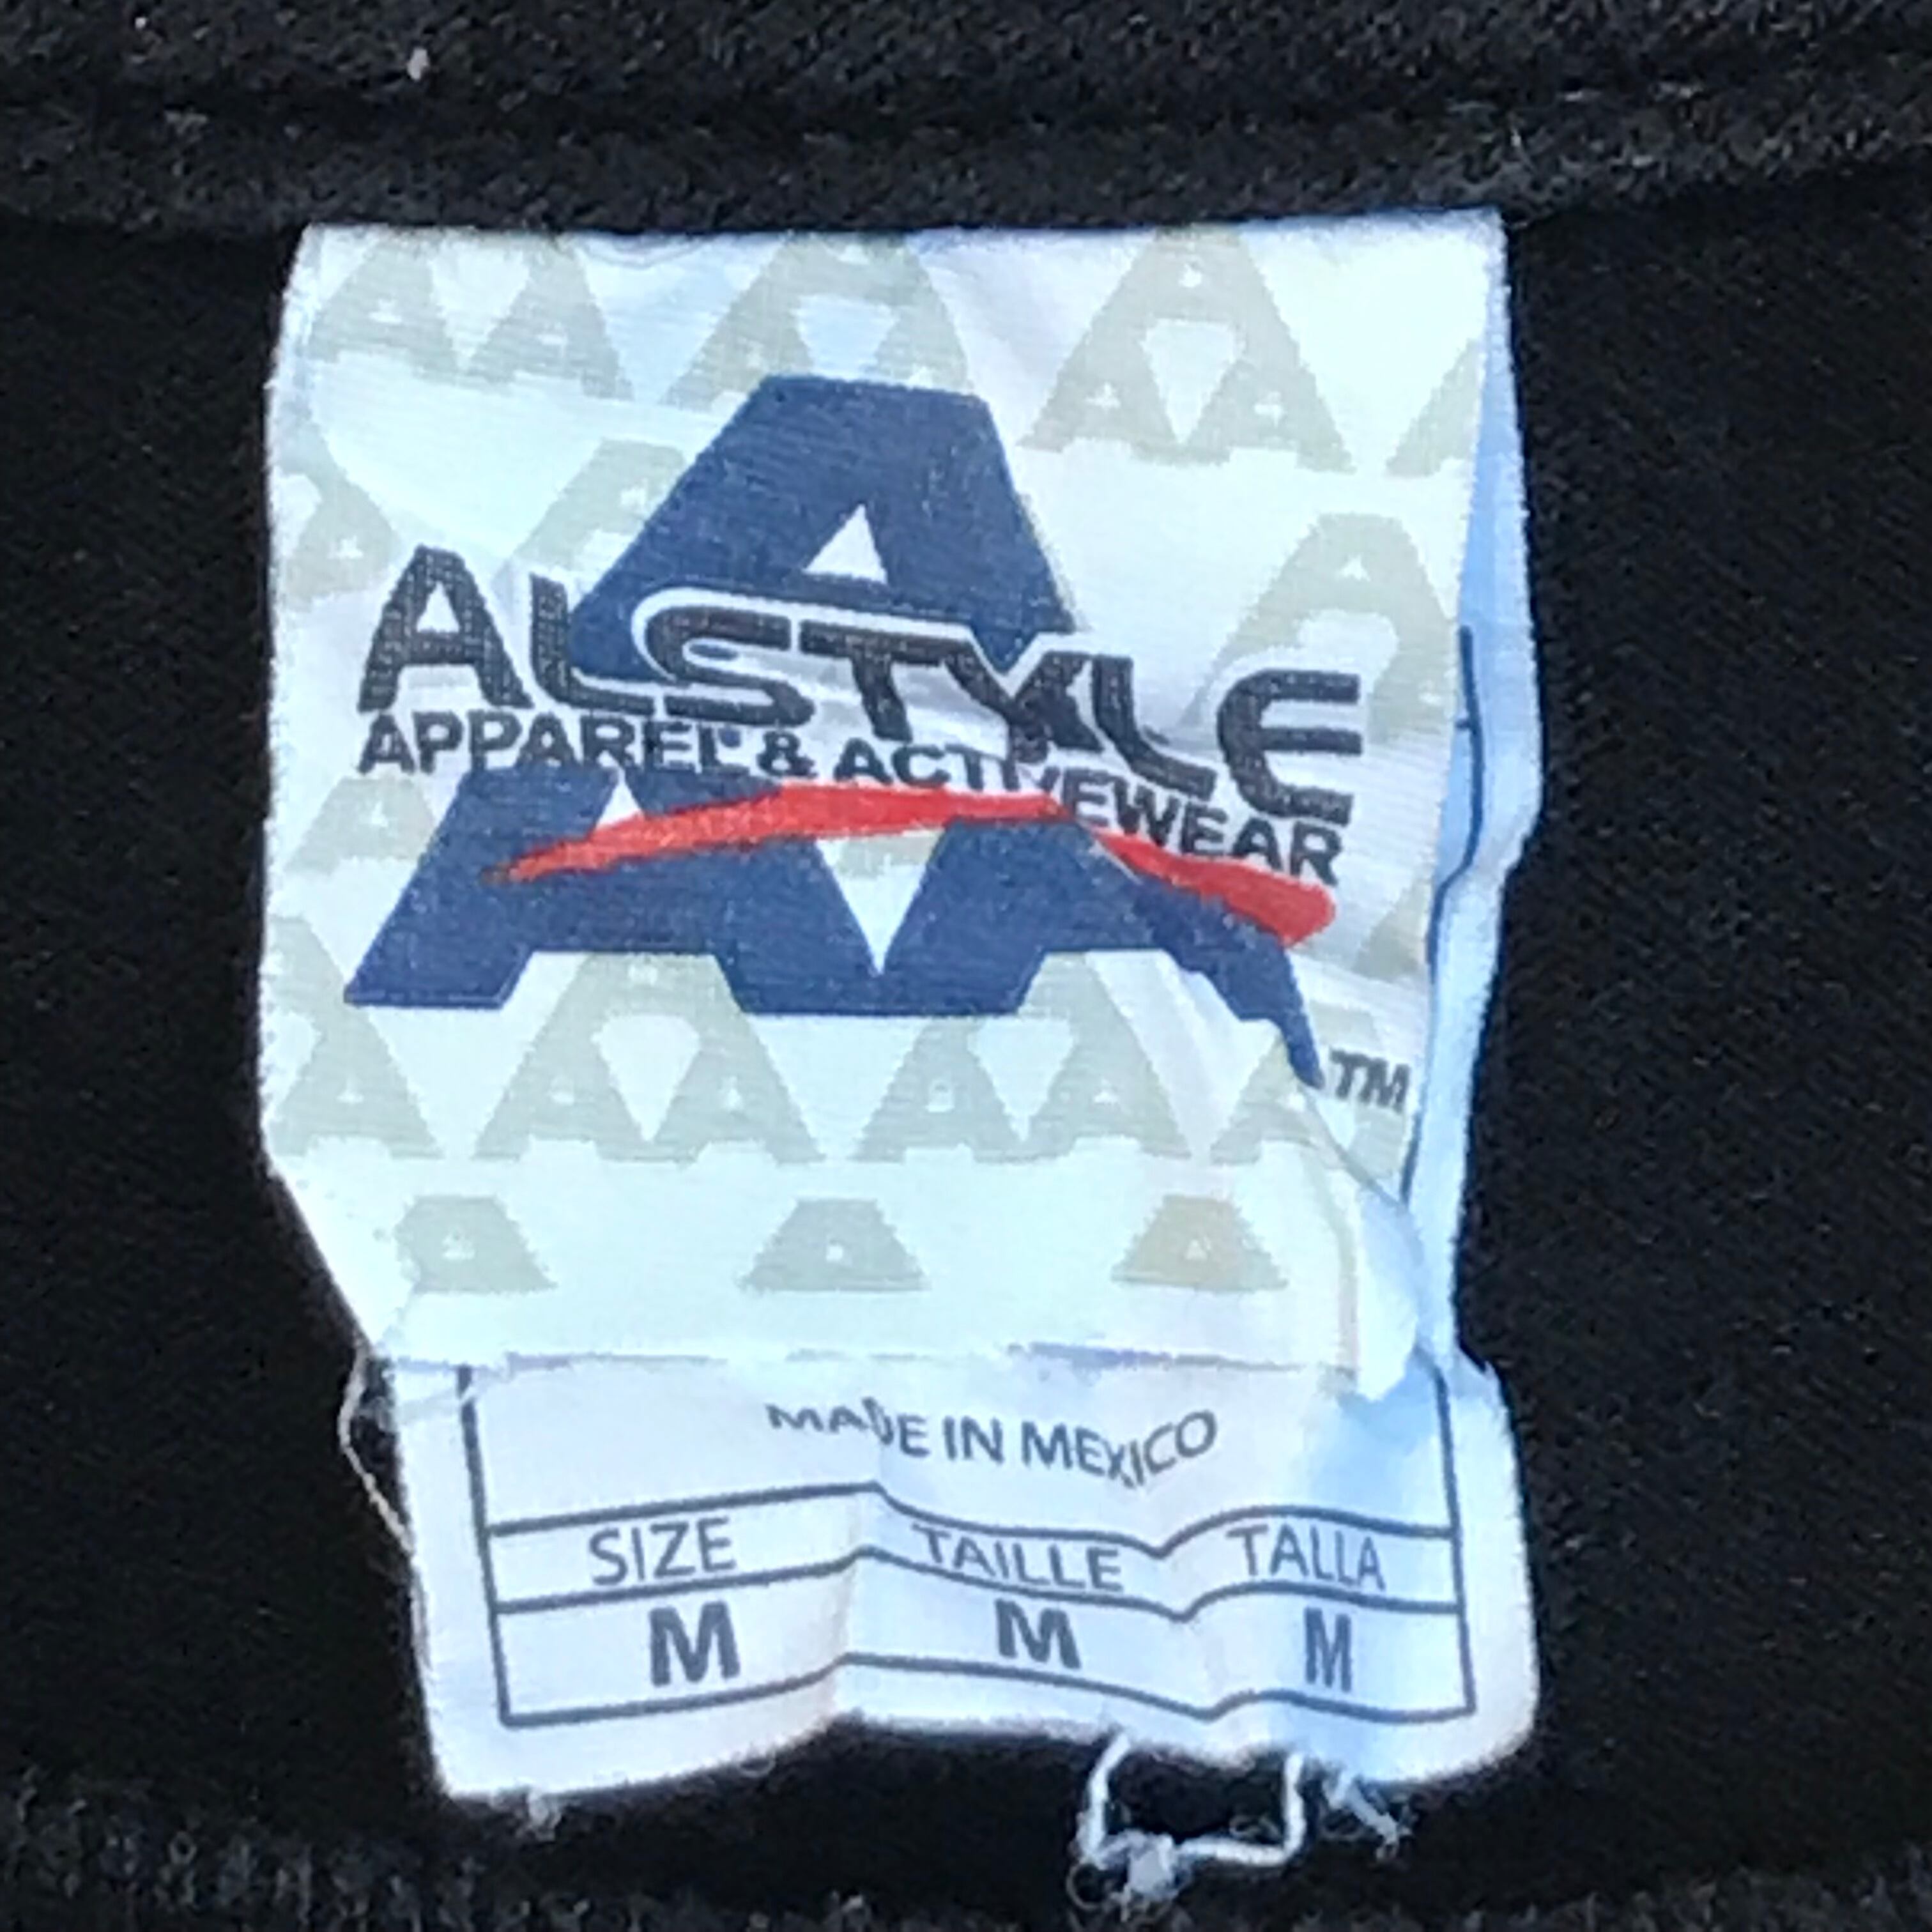 ALSTYLE
APPAREL & ACTIVEWEAR
TM
MADE IN MEXICO
SIZE TAILLE TALLA
M M M